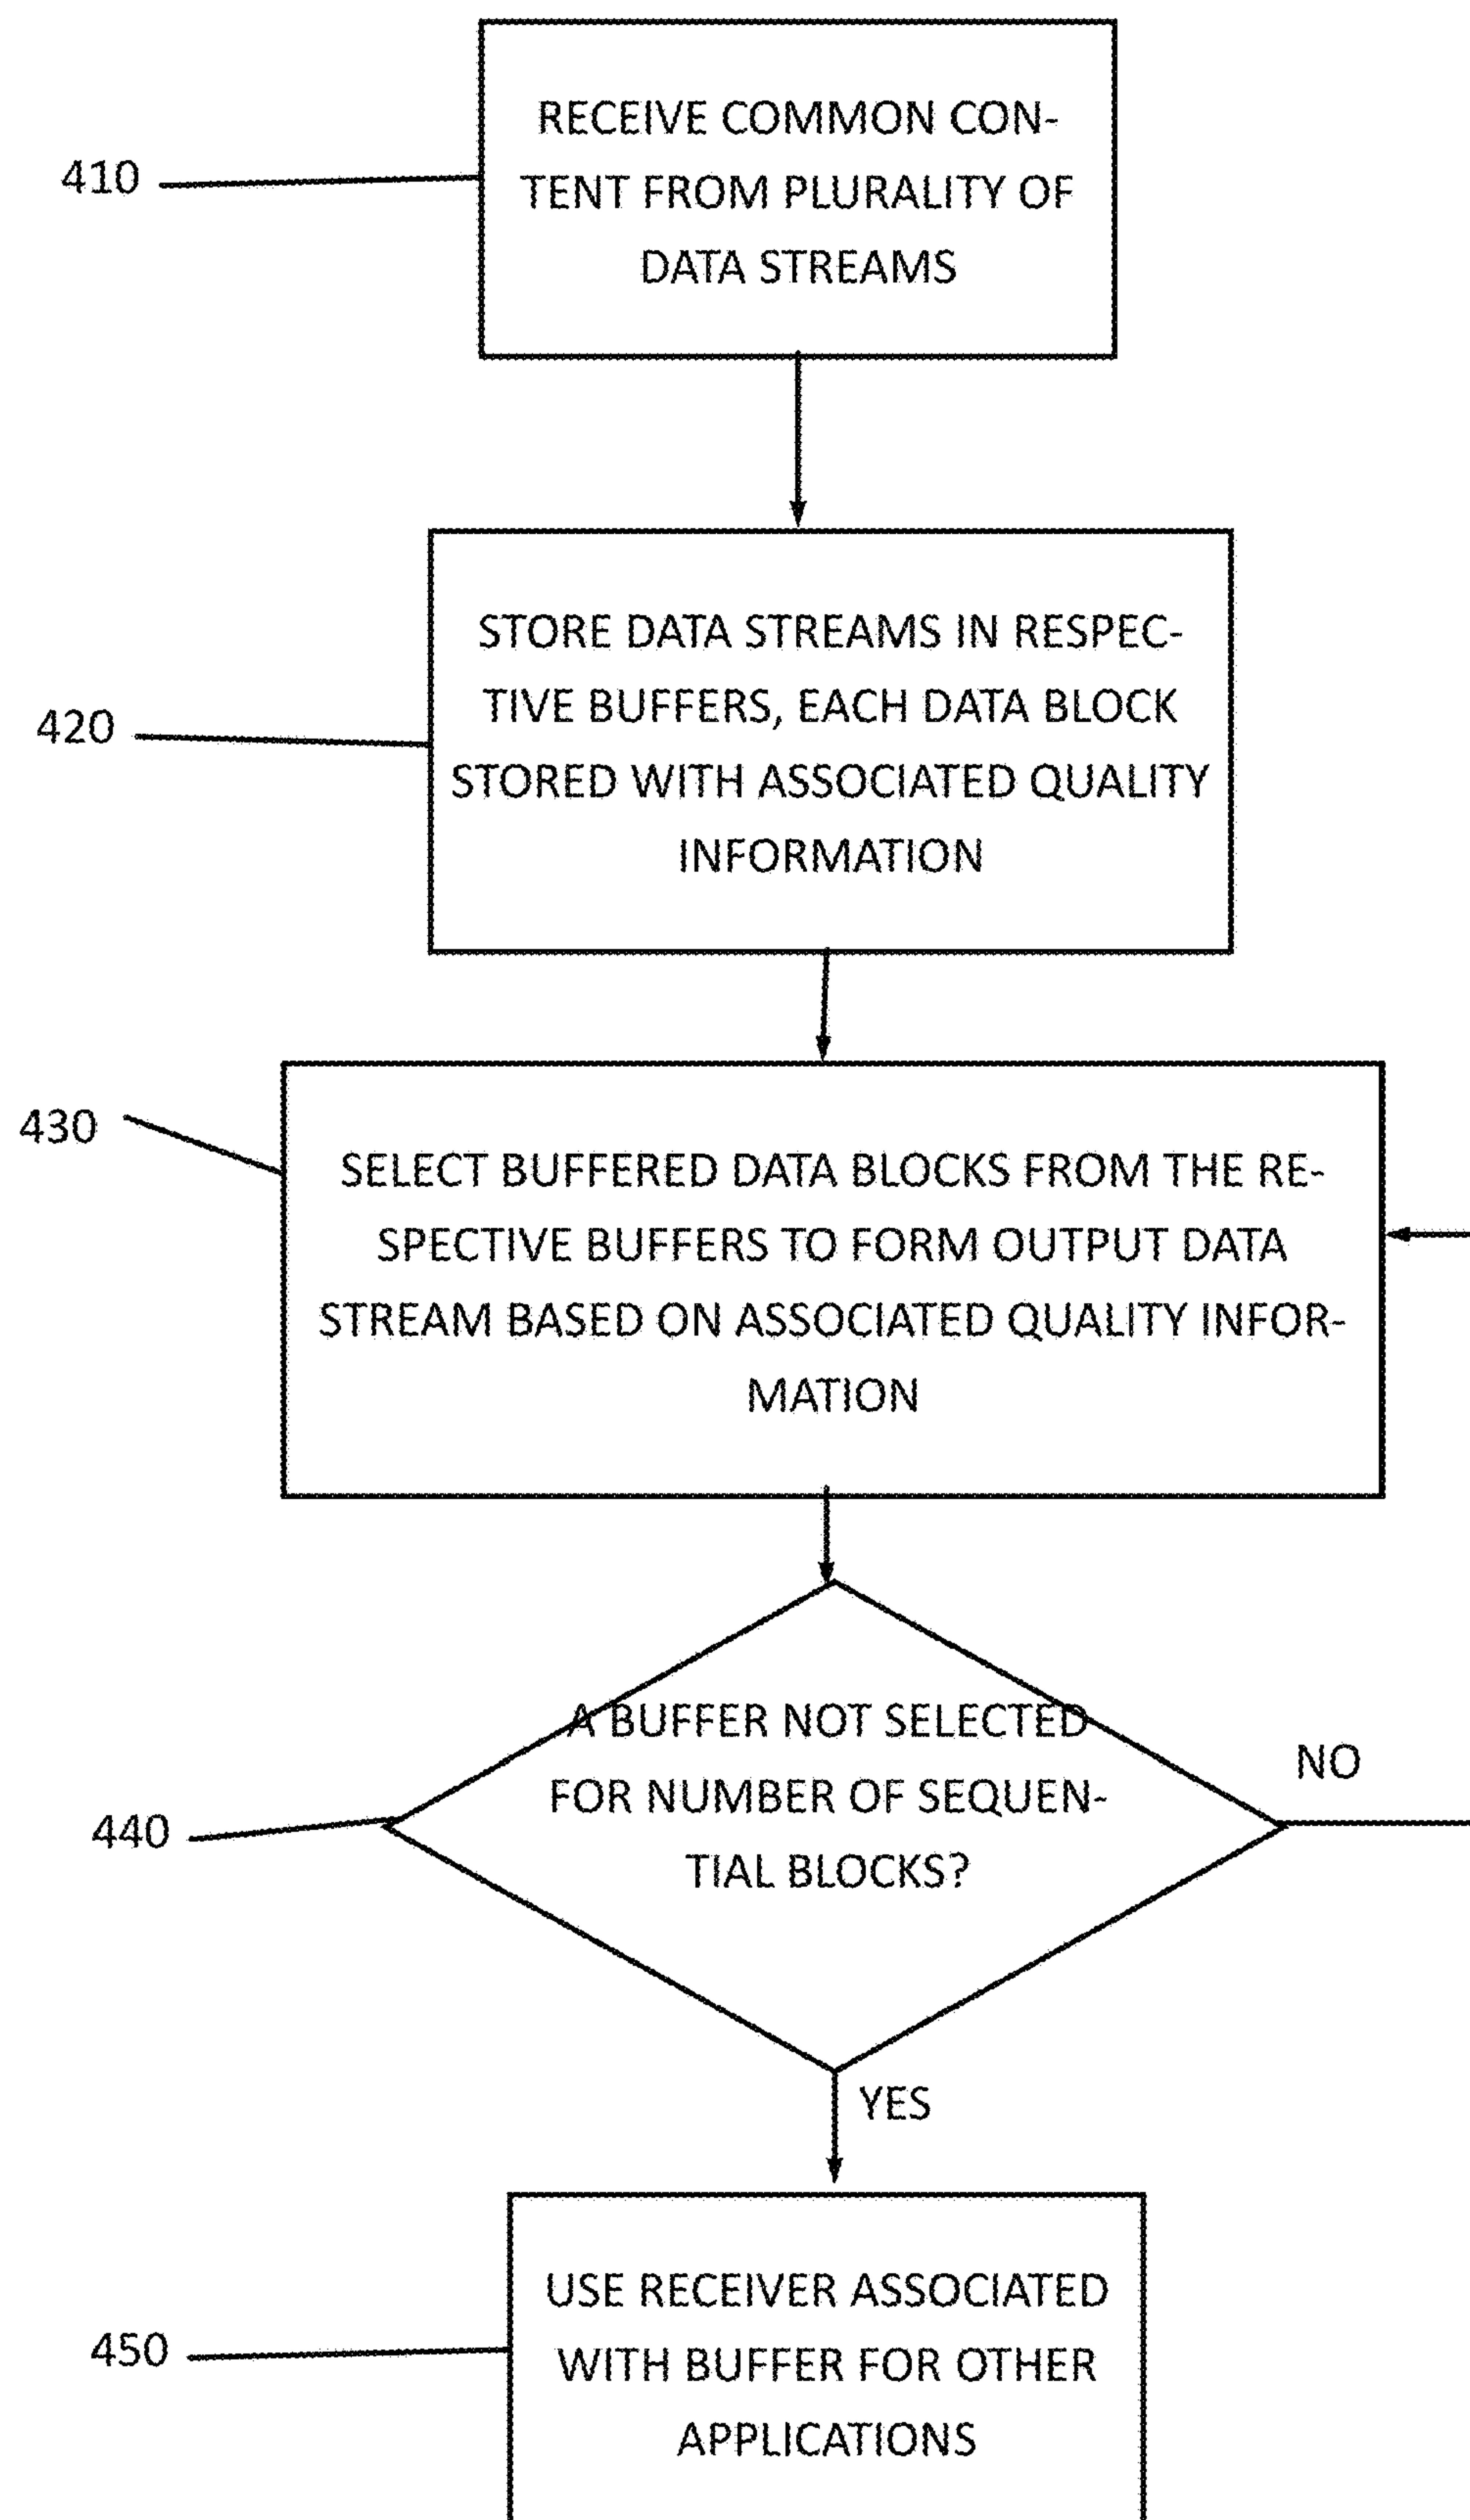 410
RECEIVE COMMON CON-
TENT FROM PLURALITY OF
DATA STREAMS
420
STORE DATA STREAMS IN RESPEC-
TIVE BUFFERS, EACH DATA BLOCK
STORED WITH ASSOCIATED QUALITY
INFORMATION
430
SELECT BUFFERED DATA BLOCKS FROM THE RE-
SPECTIVE BUFFERS TO FORM OUTPUT DATA
STREAM BASED ON ASSOCIATED QUALITY INFOR-
MATION
440
A BUFFER NOT SELECTED
FOR NUMBER OF SEQUEN-
TIAL BLOCKS?
NO
YES
450
USE RECEIVER ASSOCIATED
WITH BUFFER FOR OTHER
APPLICATIONS